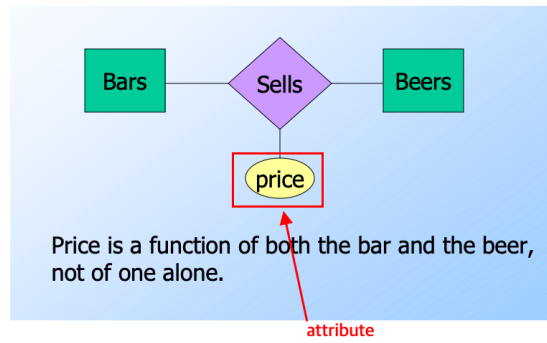 Bars
Sells
Beers
price
Price is a function of both the bar and the beer,
not of one alone.
attribute